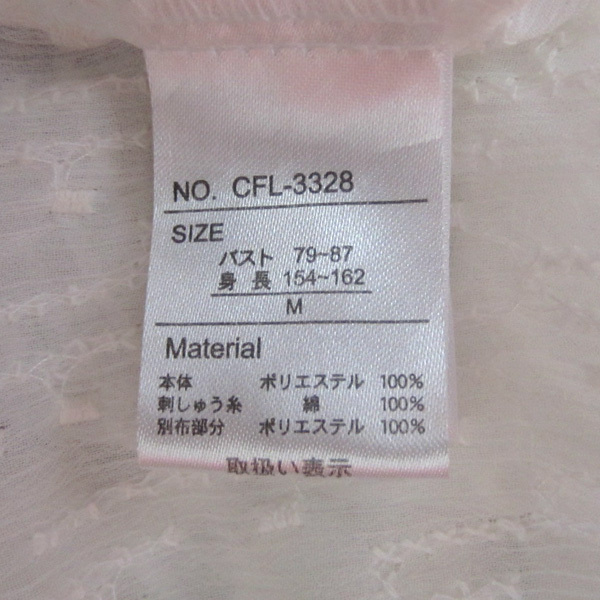 NO. CFL-3328
SIZE
バスト 79~87
身長 154~162
M
Material
本体 ポリエステル 100%
刺しゅう糸 綿 100%
別布部分 ポリエステル 100%
取扱い表示